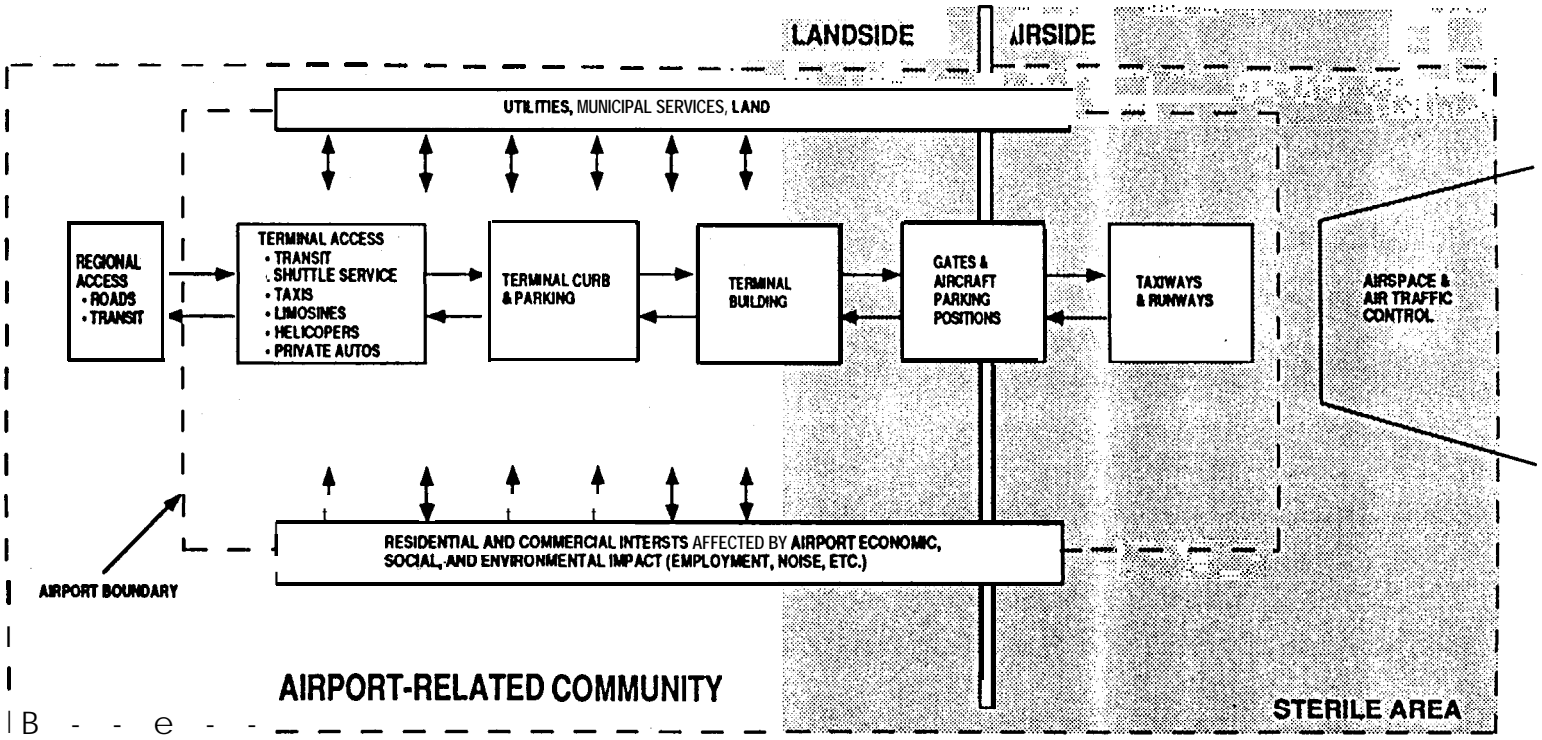 LANDSIDE
AIRSIDE
UTILITIES, MUNICIPAL SERVICES, LAND
REGIONAL
ACCESS
• ROADS
• TRANSIT
TERMINAL ACCESS
• TRANSIT
SHUTTLE SERVICE
• TAXIS
• LIMOSINES
• HELICOPERS
• PRIVATE AUTOS
TERMINAL CURB
& PARKING
TERMINAL
BUILDING
GATES &
AIRCRAFT
PARKING
POSITIONS
TAXIWAYS
& RUNWAYS
AIRSPACE &
AIR TRAFFIC
CONTROL
RESIDENTIAL AND COMMERCIAL INTERSTS AFFECTED BY AIRPORT ECONOMIC,
SOCIAL, AND ENVIRONMENTAL IMPACT (EMPLOYMENT, NOISE, ETC.)
AIRPORT BOUNDARY
AIRPORT-RELATED COMMUNITY
STERILE AREA
B - - e - -